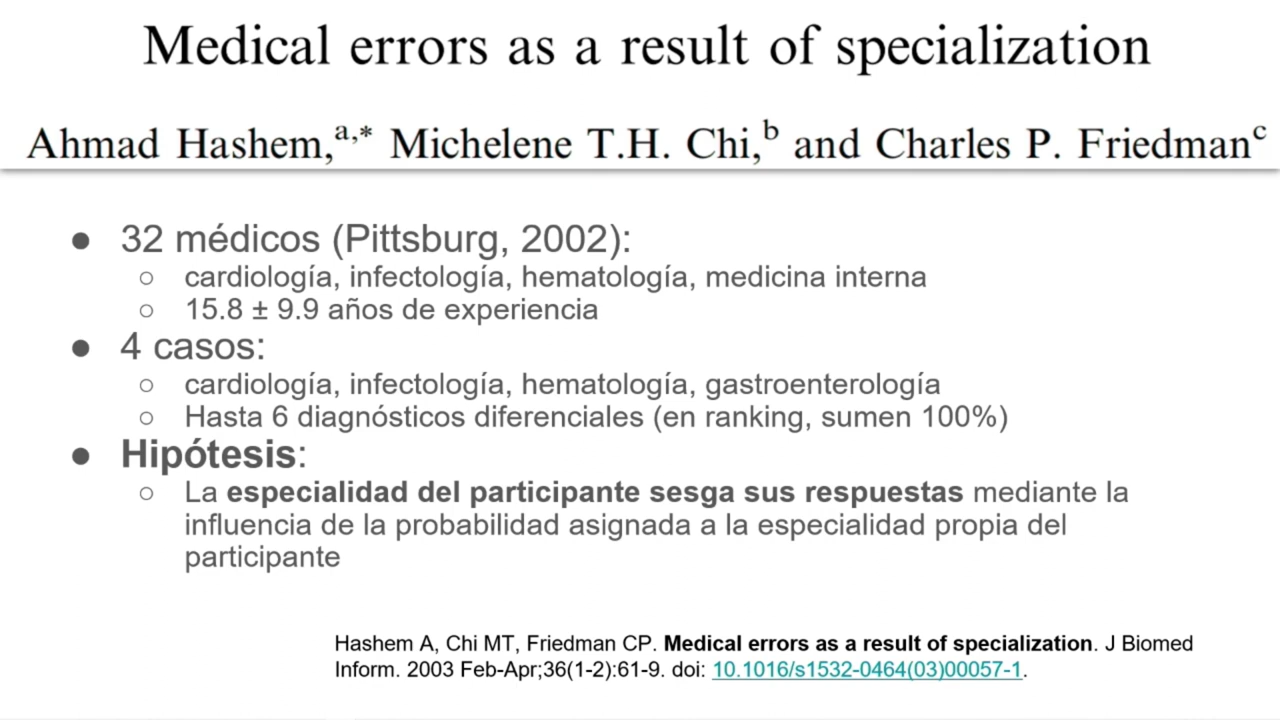 Medical errors as a result of specialization
Ahmad Hashem,a,* Michelene T.H. Chi,b and Charles P. Friedmanc
● 32 médicos (Pittsburg, 2002):
○ cardiología, infectología, hematología, medicina interna
○ 15.8 ± 9.9 años de experiencia
● 4 casos:
○ cardiología, infectología, hematología, gastroenterología
○ Hasta 6 diagnósticos diferenciales (en ranking, sumen 100%)
● Hipótesis:
○ La especialidad del participante sesga sus respuestas mediante la
influencia de la probabilidad asignada a la especialidad propia del
participante
Hashem A, Chi MT, Friedman CP. Medical errors as a result of specialization. J Biomed
Inform. 2003 Feb-Apr;36(1-2):61-9. doi: 10.1016/s1532-0464(03)00057-1.